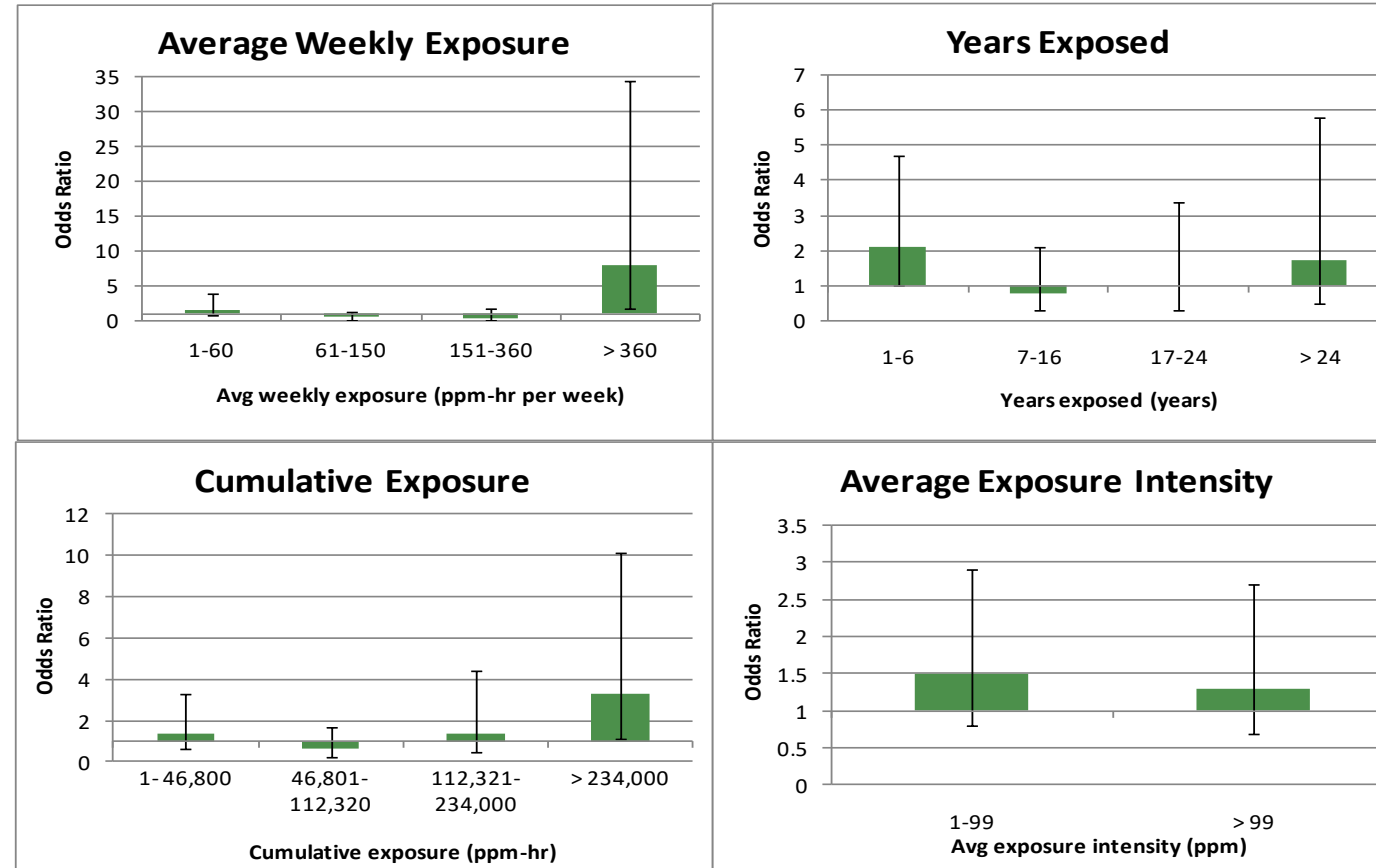 Average Weekly Exposure
35
30
25
20
15
10
5
0
Odds Ratio
1-60 61-150 151-360 > 360
Avg weekly exposure (ppm-hr per week)
Years Exposed
7
6
5
4
3
2
1
0
Odds Ratio
1-6 7-16 17-24 > 24
Years exposed (years)
Cumulative Exposure
12
10
8
6
4
2
0
Odds Ratio
1-46,800 46,801- 112,321- > 234,000
112,320 234,000
Cumulative exposure (ppm-hr)
Average Exposure Intensity
3.5
3
2.5
2
1.5
1
0.5
0
Odds Ratio
1-99 > 99
Avg exposure intensity (ppm)